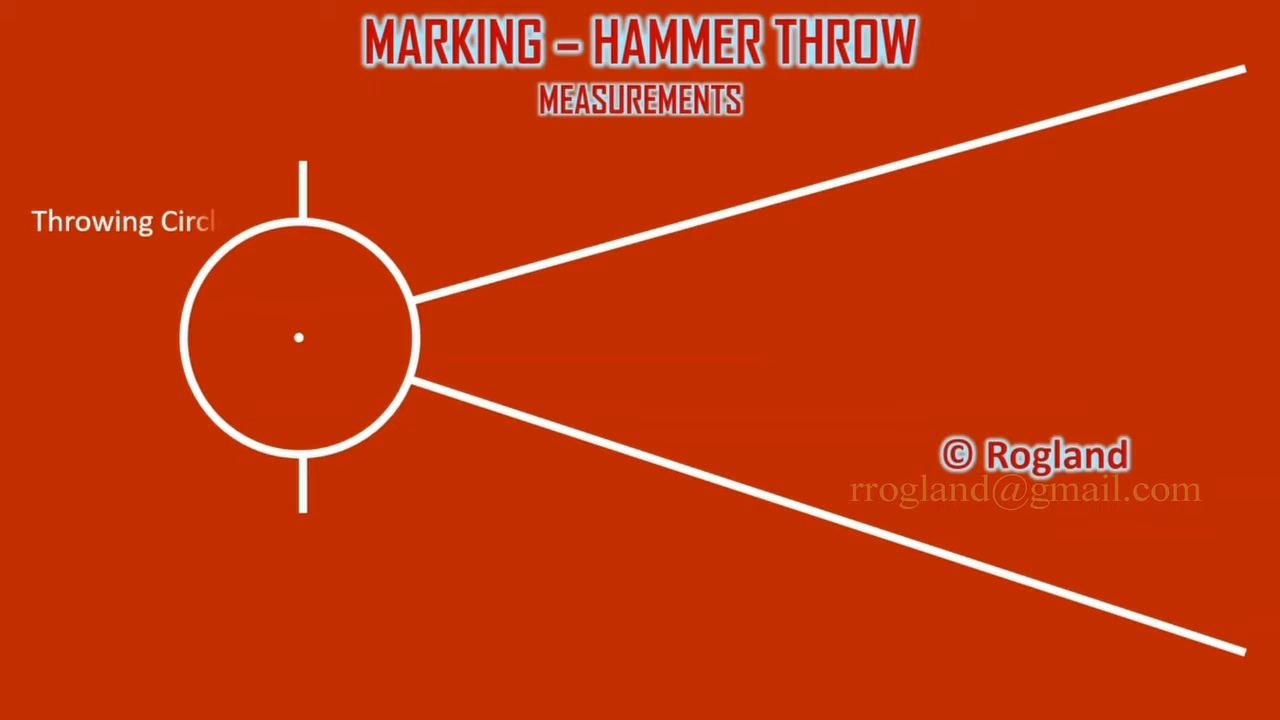 MARKING – HAMMER THROW
MEASUREMENTS
Throwing Circl
© Rogland
rrogland@gmail.com